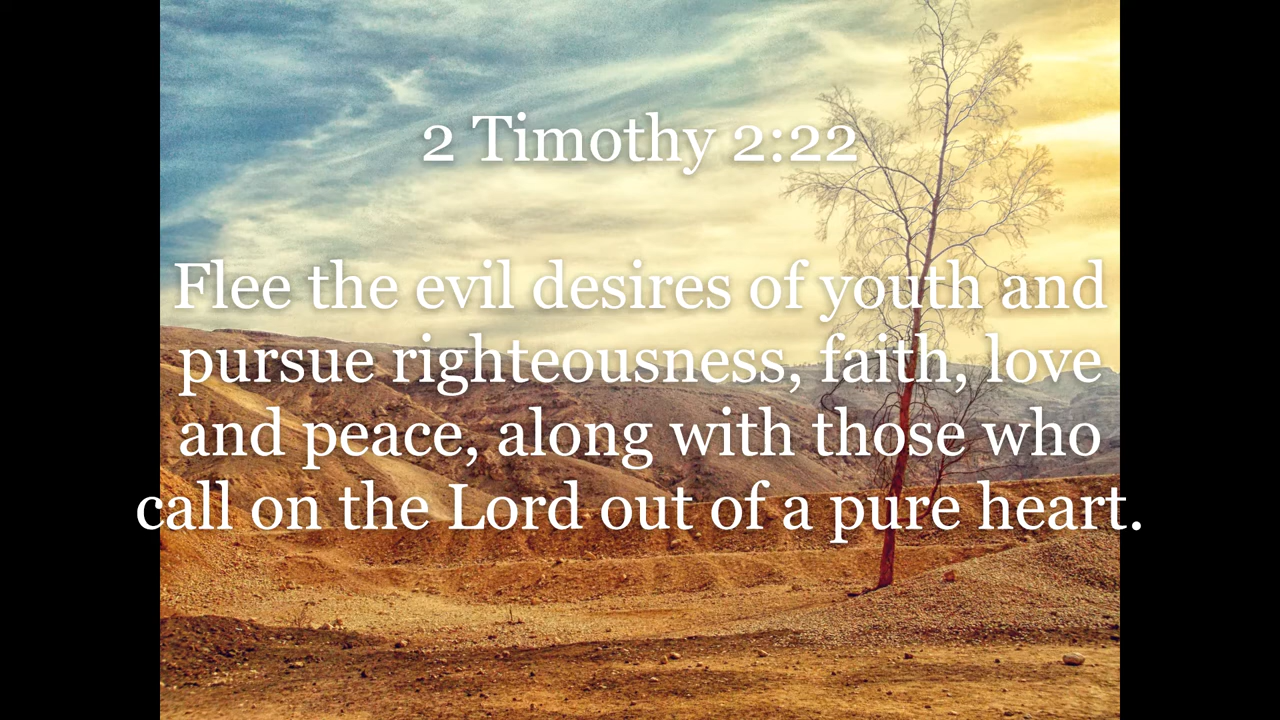 2 Timothy 2:22
Flee the evil desires of youth and
pursue righteousness, faith, love
and peace, along with those who
call on the Lord out of a pure heart.